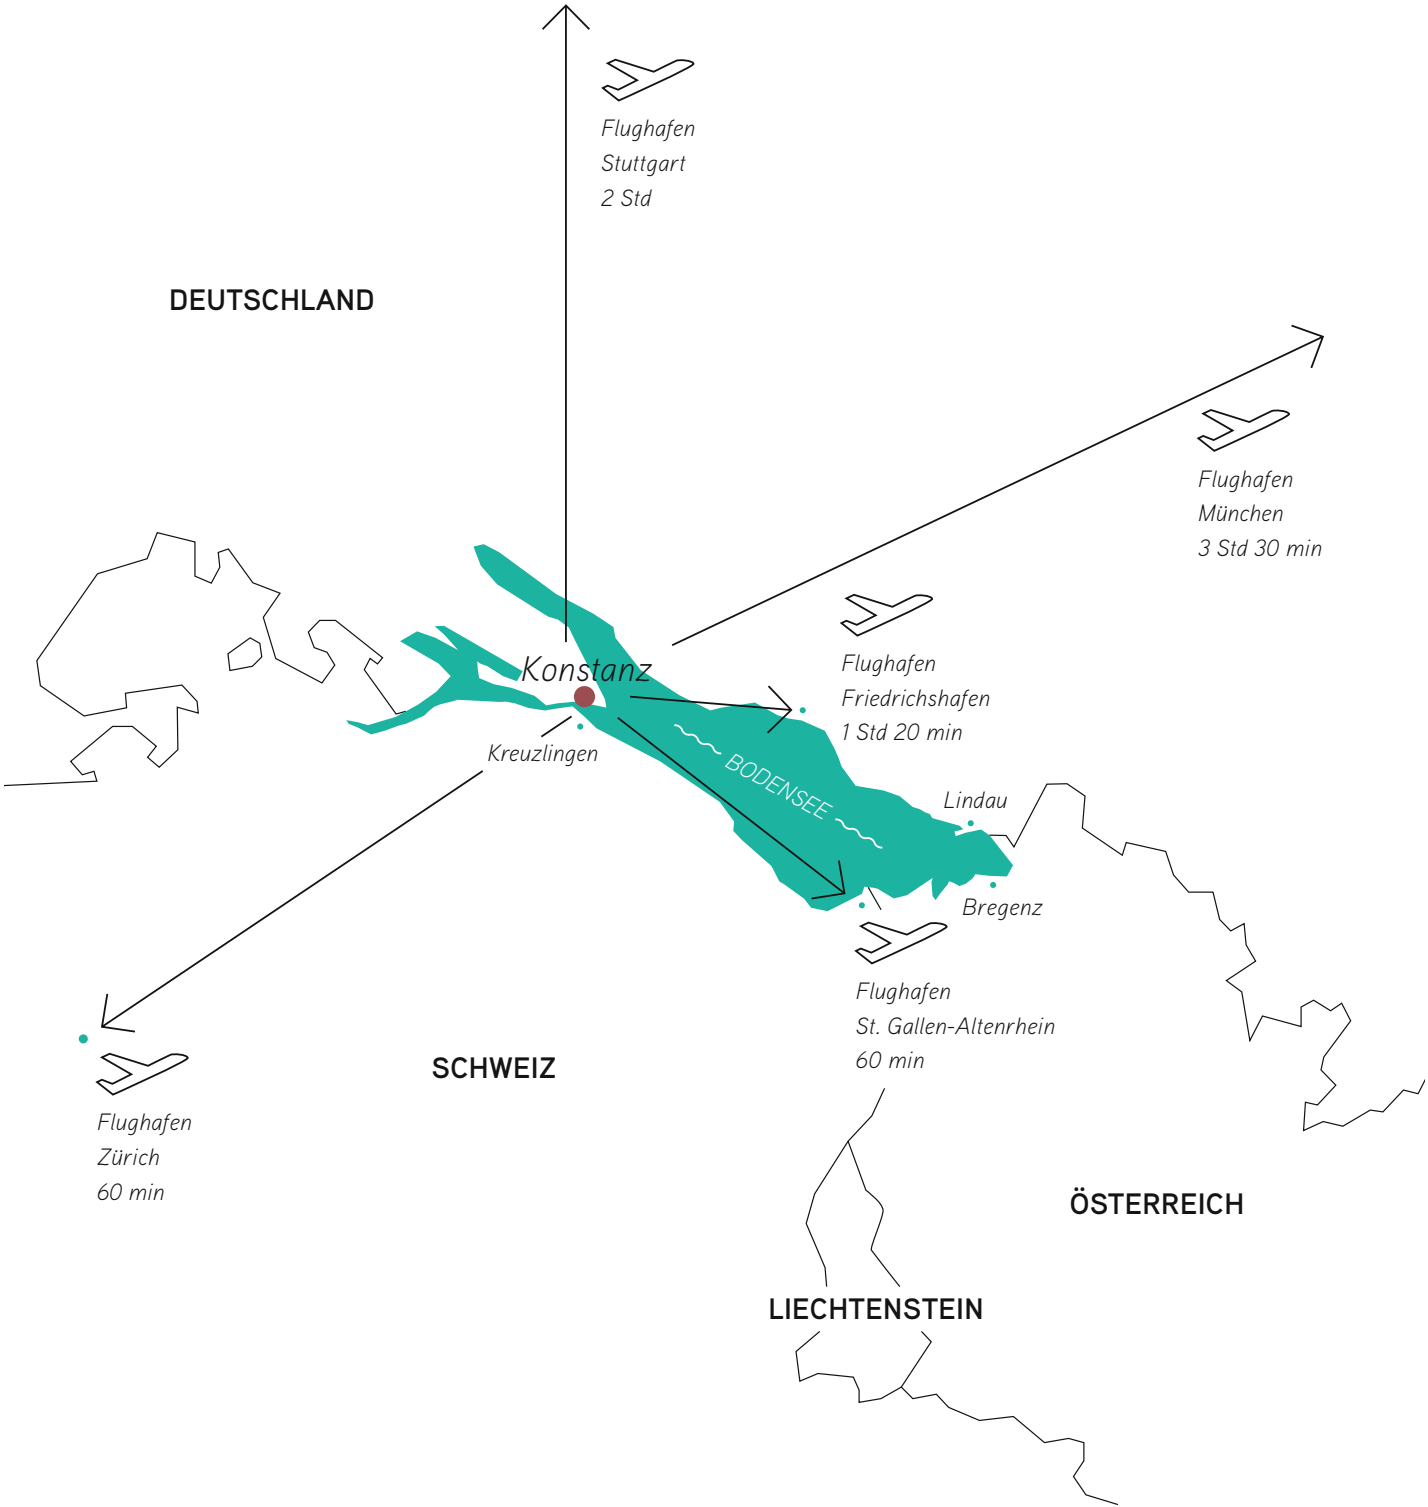 Flughafen
Stuttgart
2 Std
DEUTSCHLAND
Flughafen
München
3 Std 30 min
Flughafen
Friedrichshafen
1 Std 20 min
Konstanz
Kreuzlingen
BODENSEE
Lindau
Bregenz
Flughafen
St. Gallen-Altenrhein
60 min
SCHWEIZ
Flughafen
Zürich
60 min
ÖSTERREICH
LIECHTENSTEIN